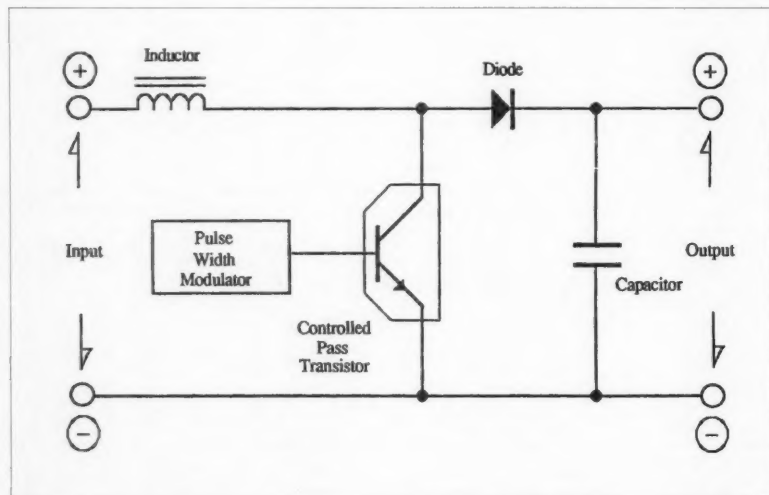 Inductor
Diode
+
+
Pulse
Width
Modulator
Input
Output
Capacitor
Controlled
Pass
Transistor
−
−